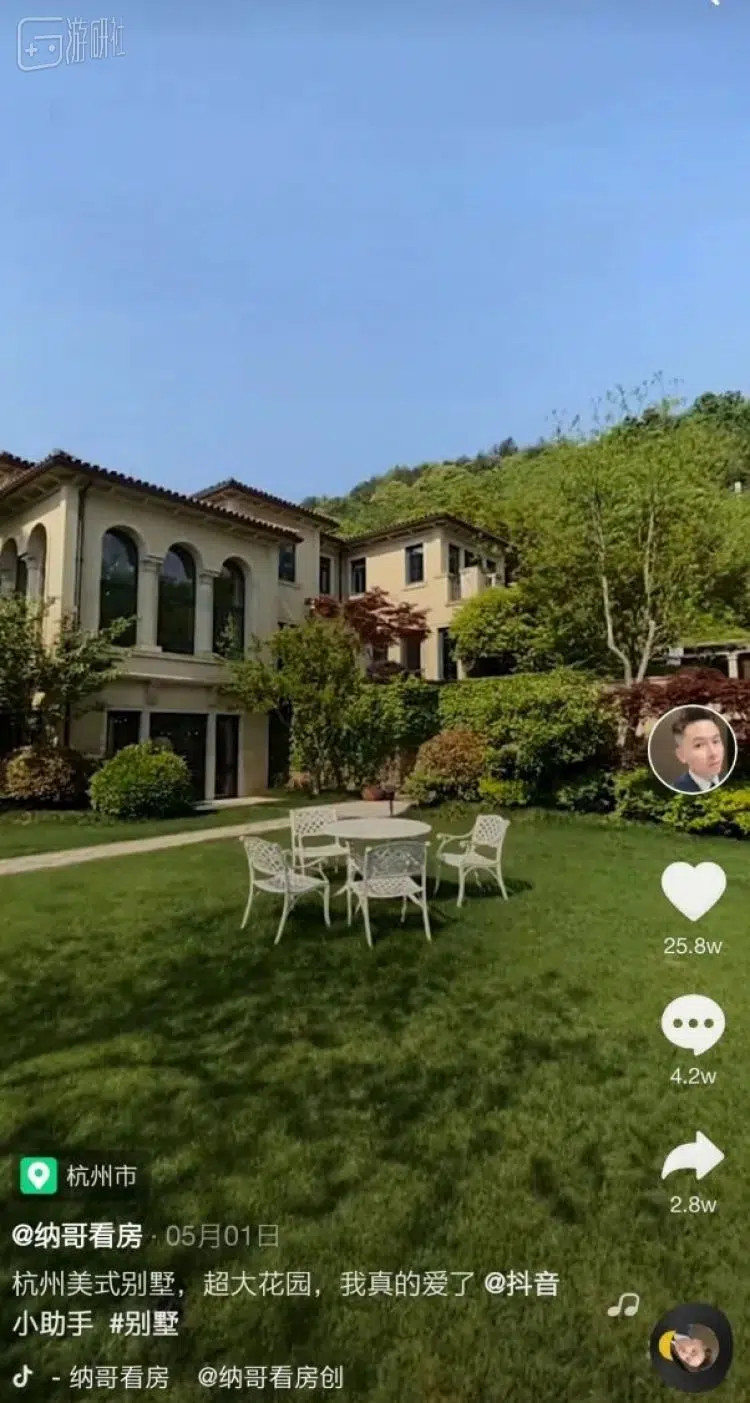 游研社
25.8w
4.2w
2.8w
杭州市
@纳哥看房 · 05月01日
杭州美式别墅，超大花园，我真的爱了 @抖音
小助手 #别墅
- 纳哥看房 @纳哥看房创